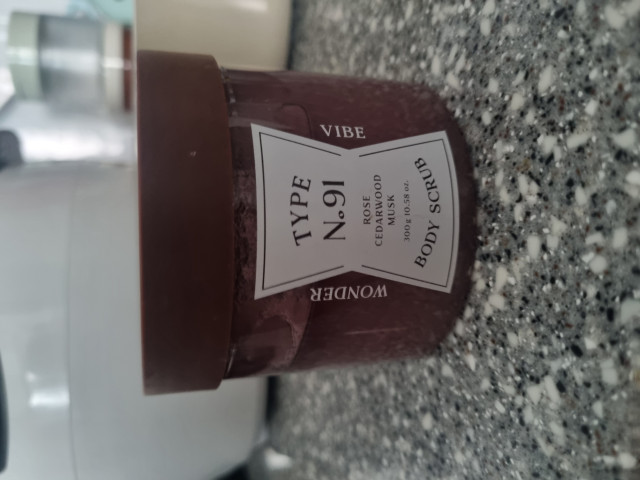 WONDER
VIBE
TYPE
No.91
ROSE
CEDARWOOD
MUSK
300g 10.58 oz.
BODY SCRUB